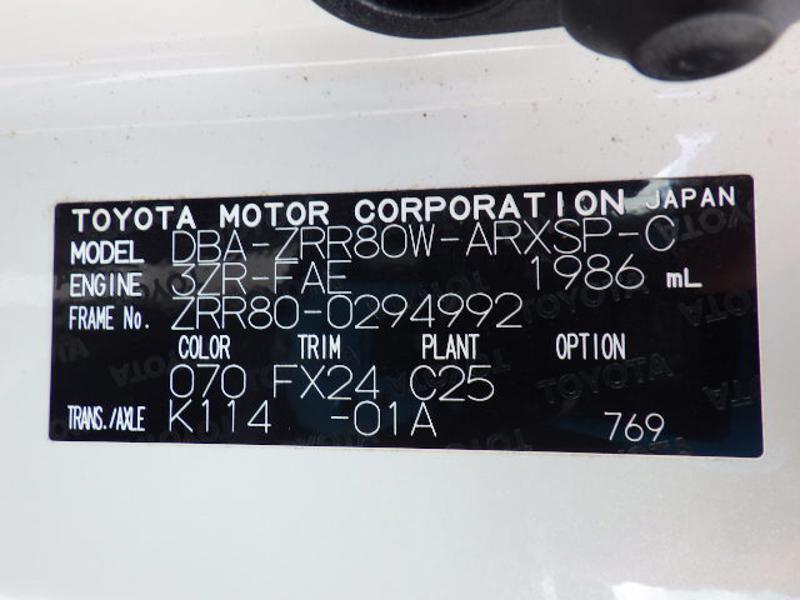 TOYOTA MOTOR CORPORATION JAPAN
MODEL DBA-ZRR80W-ARXSP-C
ENGINE 3ZR-FAE 1986 mL
FRAME No. ZRR80-0294992
COLOR TRIM PLANT OPTION
070 FX24 C25
TRANS./AXLE K114 -01A 769